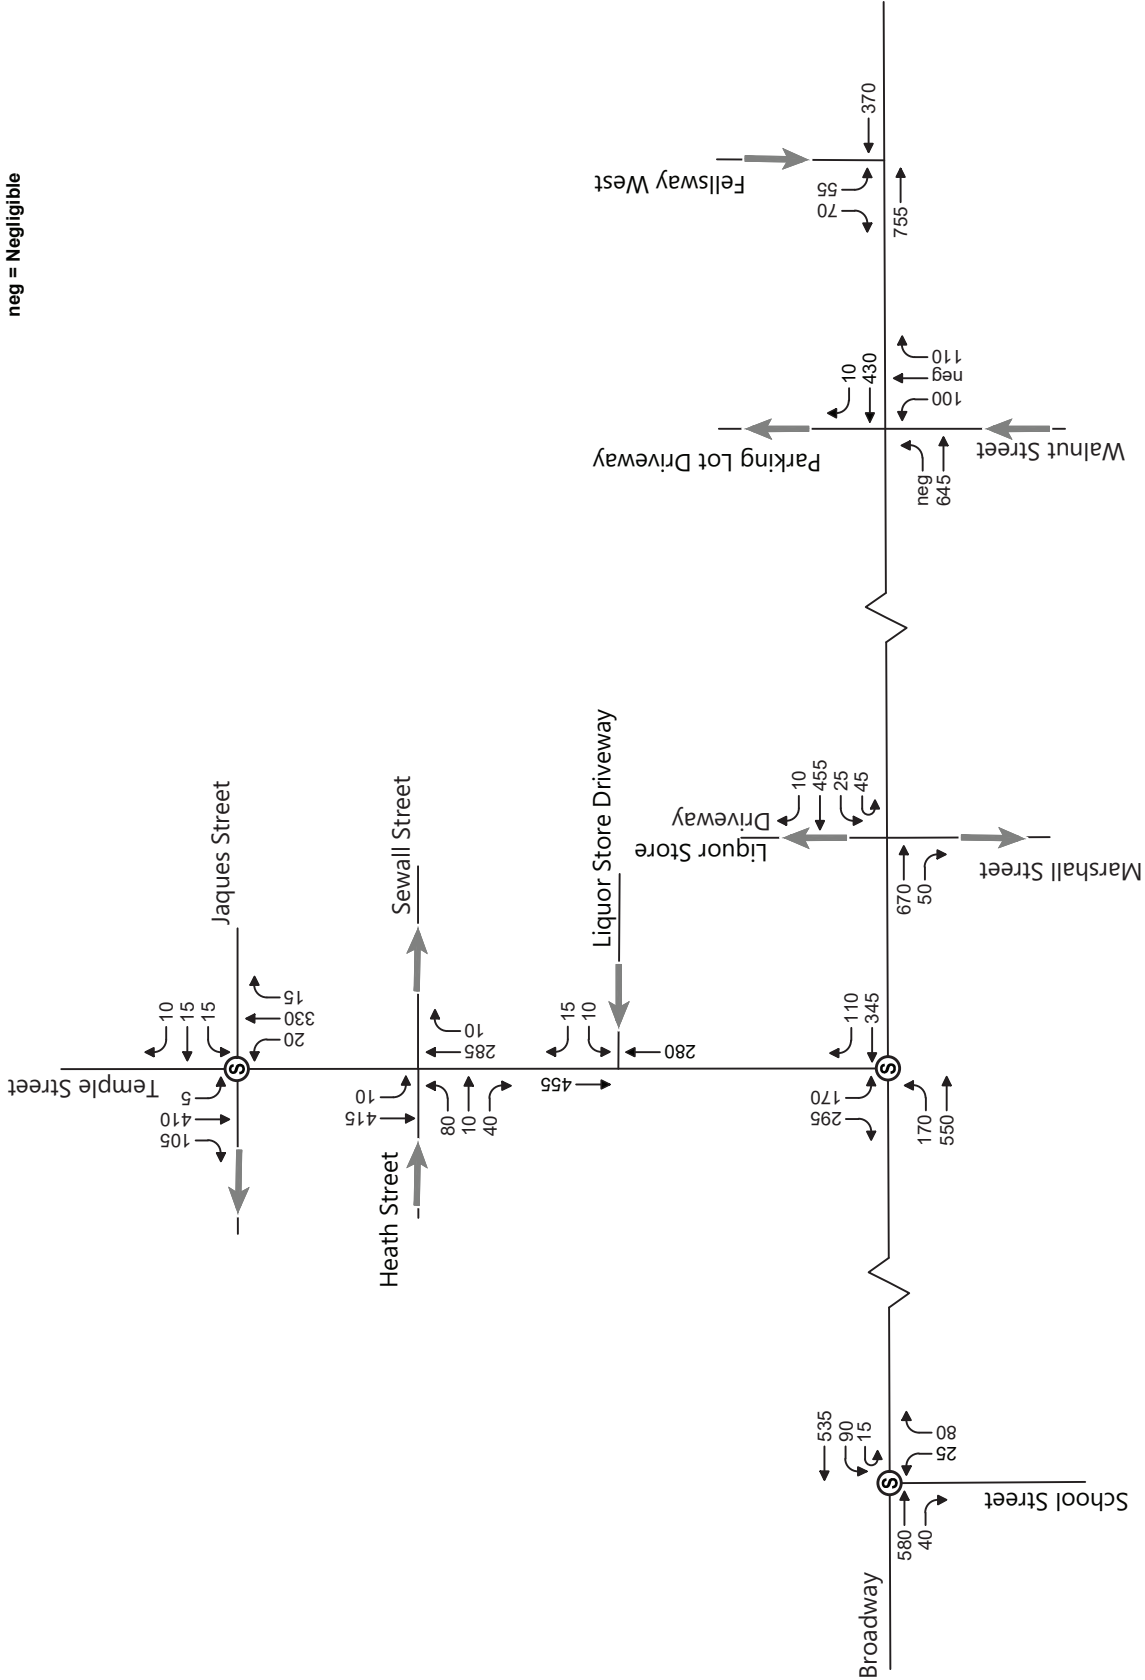 neg = Negligible
370
Fellsway West
55
70
755
10
430
110
neg
100
Parking Lot Driveway
Walnut Street
neg
645
Jaques Street
Sewall Street
Liquor Store Driveway
10
455
25
45
Liquor Store
Driveway
Marshall Street
670
50
10
15
15
15
330
20
Temple Street
5
410
105
10
285
10
415
80
10
40
Heath Street
15
10
280
455
110
345
170
295
170
550
S
S
535
90
15
80
25
S
School Street
580
40
Broadway